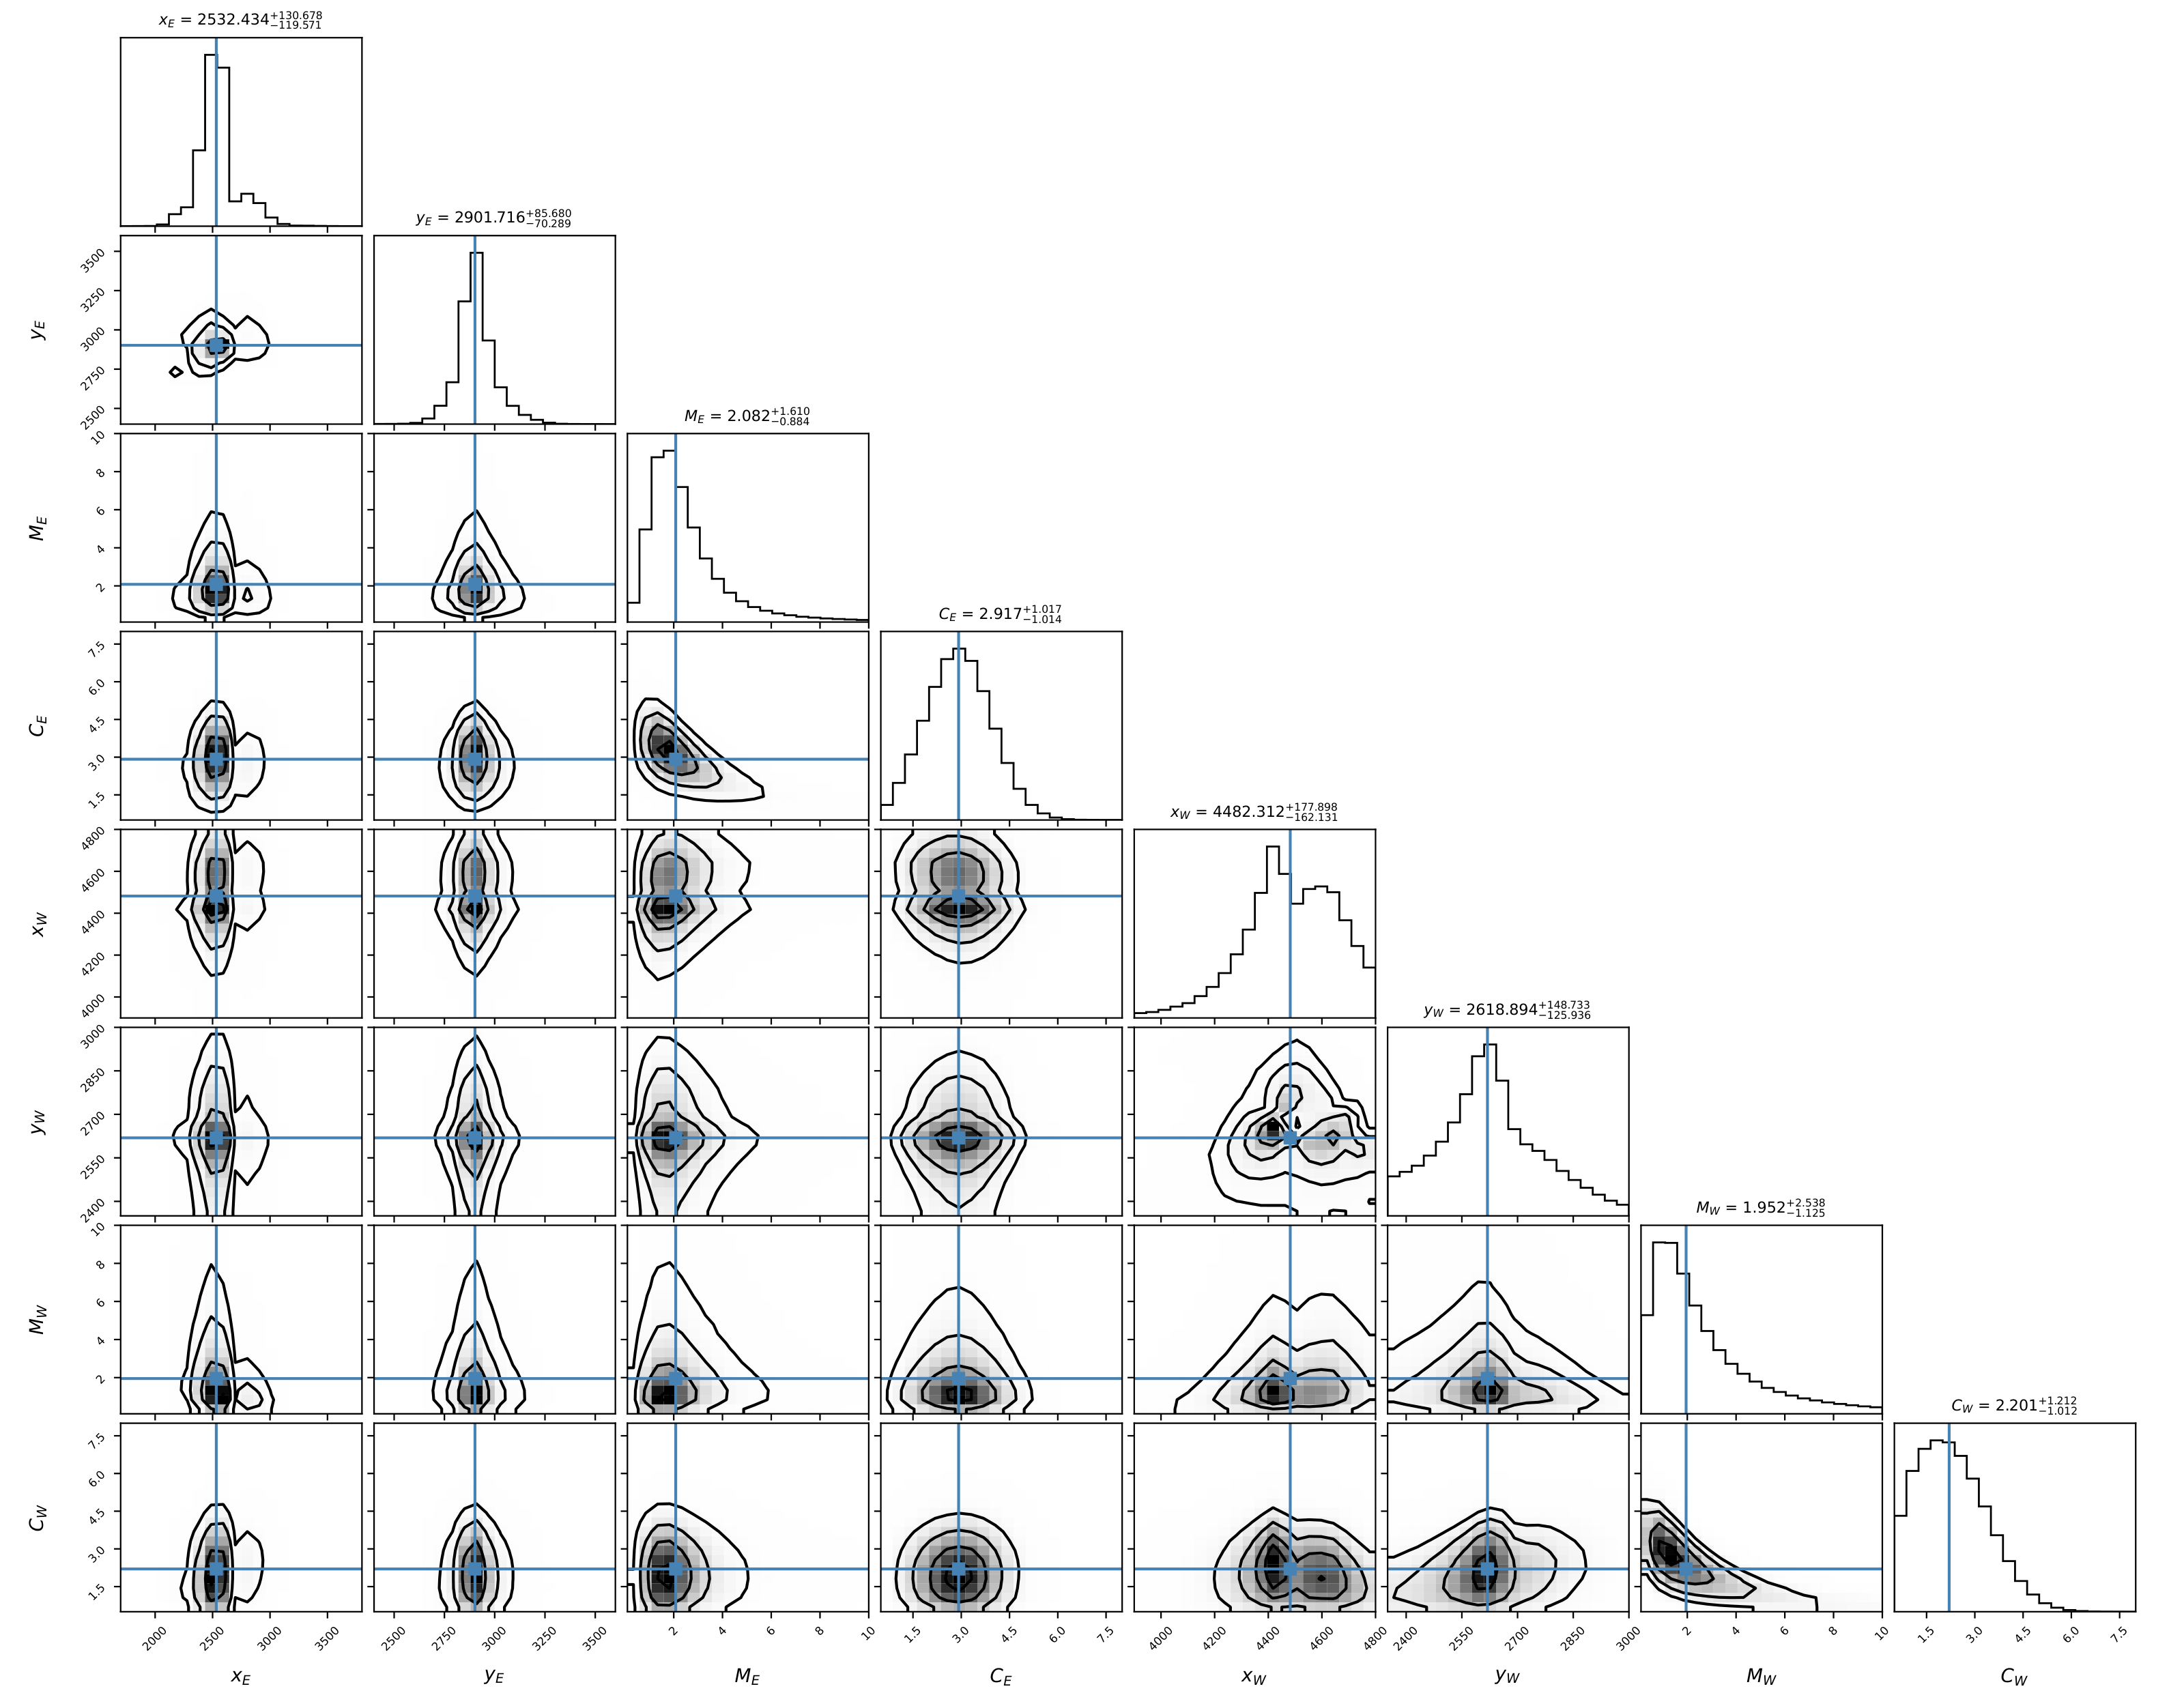 x_E = 2532.434^{+130.678}_{-119.571}
y_E = 2901.716^{+85.680}_{-70.289}
3500
3250
3000
2750
2500
y_E
M_E = 2.082^{+1.610}_{-0.884}
10
8
6
4
2
M_E
C_E = 2.917^{+1.017}_{-1.014}
7.5
6.0
4.5
3.0
1.5
C_E
x_W = 4482.312^{+177.898}_{-162.131}
4800
4600
4400
4200
4000
x_W
y_W = 2618.894^{+148.733}_{-125.936}
3000
2850
2700
2550
2400
y_W
M_W = 1.952^{+2.538}_{-1.125}
10
8
6
4
2
M_W
C_W = 2.201^{+1.212}_{-1.012}
7.5
6.0
4.5
3.0
1.5
C_W
2000 2500 3000 3500 2500 2750 3000 3250 3500 2 4 6 8 10 1.5 3.0 4.5 6.0 7.5 4000 4200 4400 4600 4800 2400 2550 2700 2850 3000 2 4 6 8 10 1.5 3.0 4.5 6.0 7.5
x_E y_E M_E C_E x_W y_W M_W C_W